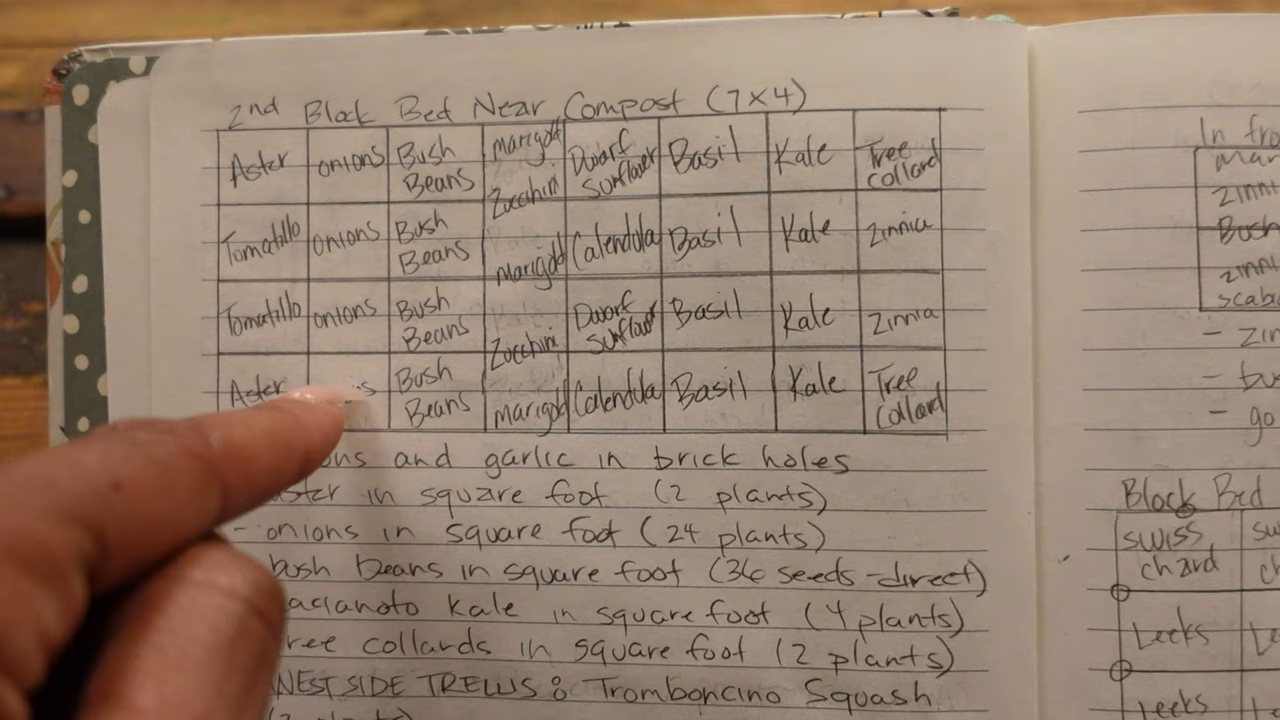 2nd Block Bed Near Compost (7x4)
Aster onions Bush Beans marigold Zucchini Dwarf Sunflower Basil Kale Tree Collard
Tomatillo onions Bush Beans marigold Calendula Basil Kale Zinnia
Tomatillo onions Bush Beans Zucchini Dwarf Sunflower Basil Kale Zinnia
Aster Bush Beans marigold Calendula Basil Kale Tree Collard
and garlic in brick holes
in square foot (2 plants)
- onions in square foot (24 plants)
bush beans in square foot (36 seeds-direct)
Kale in square foot (4 plants)
collards in square foot (2 plants)
WEST SIDE TRELLIS: Tromboncino Squash
In
Bush
-
-
- go
Block Bed
SWISS chard
Leeks
Leeks